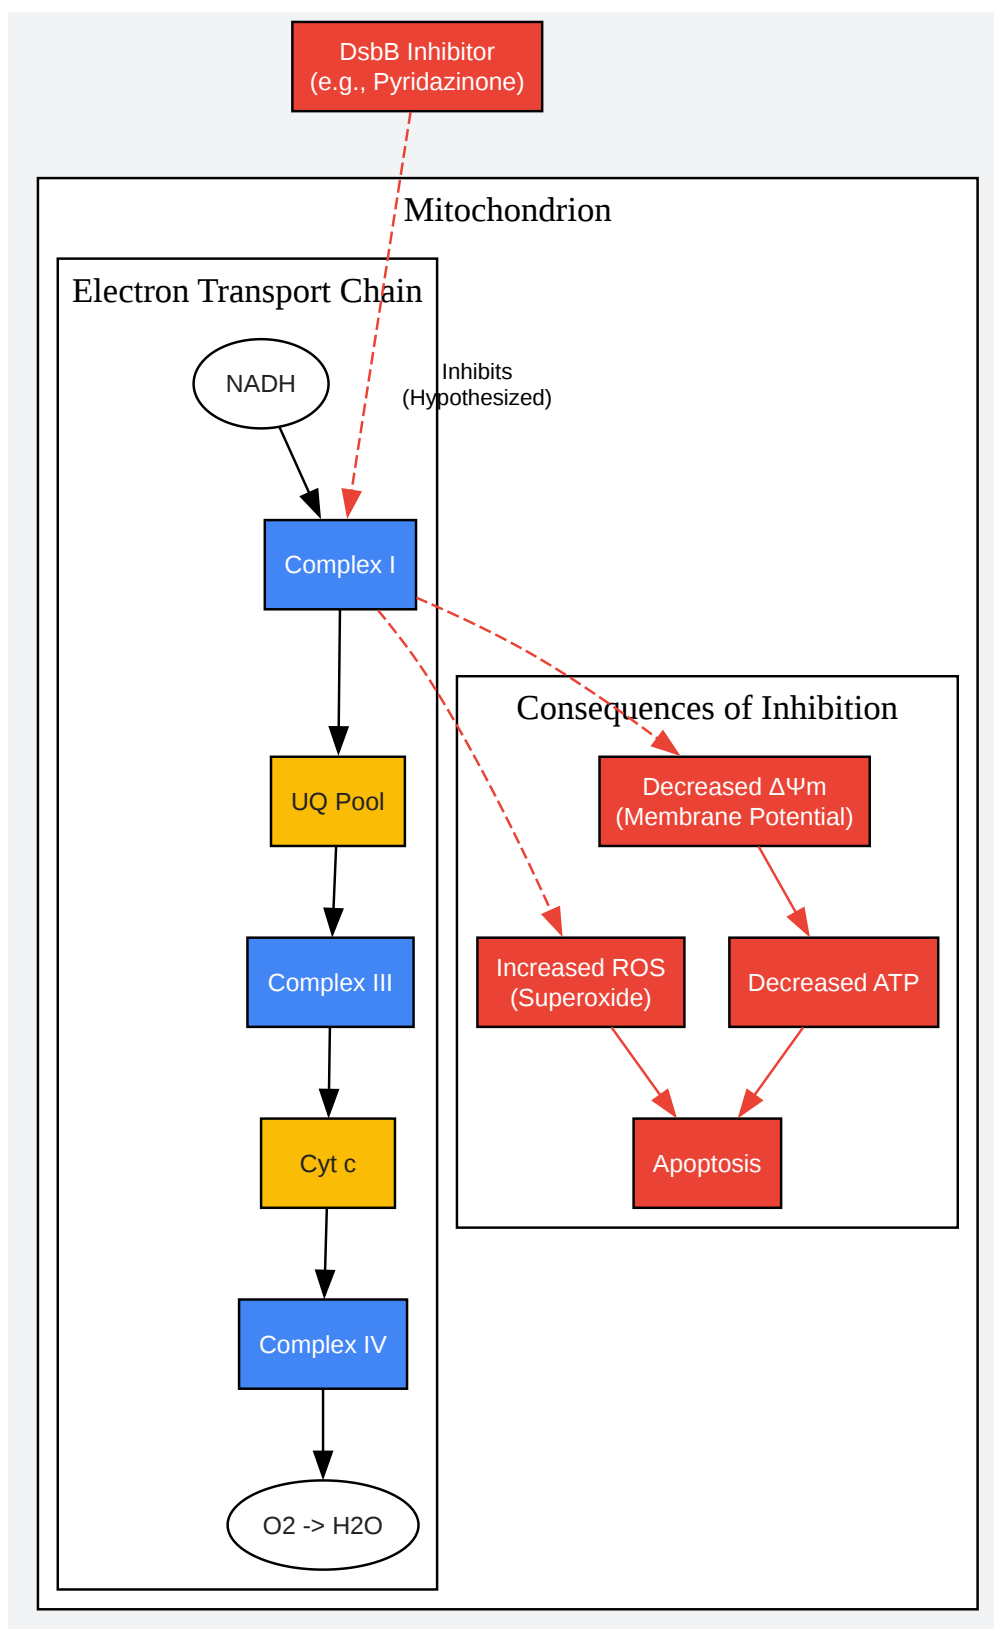 DsbB Inhibitor
(e.g., Pyridazinone)
Mitochondrion
Electron Transport Chain
NADH
Inhibits
(Hypothesized)
Complex I
Consequences of Inhibition
UQ Pool
Decreased ΔΨm
(Membrane Potential)
Complex III
Increased ROS
(Superoxide)
Decreased ATP
Cyt c
Apoptosis
Complex IV
O2 -> H2O